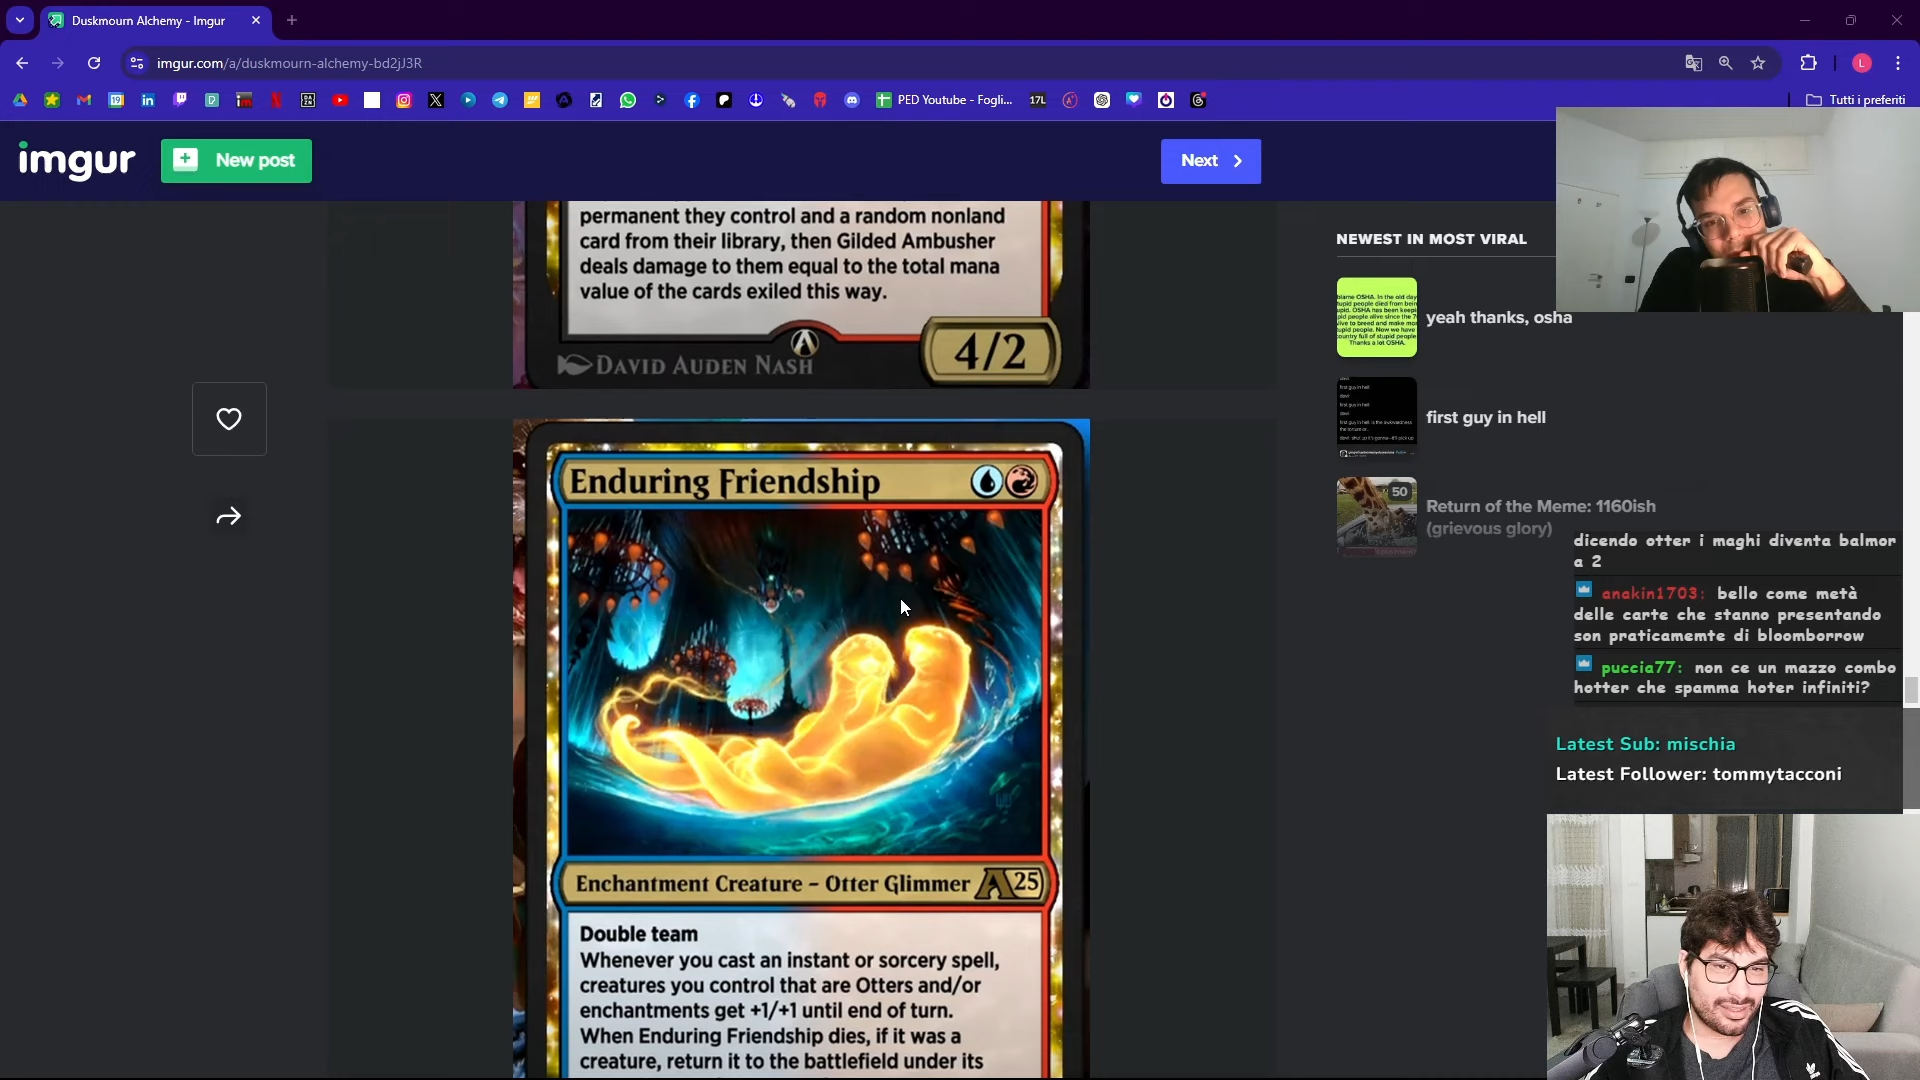 Duskmourn Alchemy - Imgur
imgur.com/a/duskmourn-alchemy-bd2jJ3R
L
19
PED Youtube - Fogli...
17L
Tutti i preferiti
imgur
New post
Next
permanent they control and a random nonland
card from their library, then Gilded Ambusher
deals damage to them equal to the total mana
value of the cards exiled this way.
DAVID AUDEN NASH
4/2
Enduring Friendship
Enchantment Creature – Otter Glimmer
A25
Double team
Whenever you cast an instant or sorcery spell,
creatures you control that are Otters and/or
enchantments get +1/+1 until end of turn.
When Enduring Friendship dies, if it was a
creature, return it to the battlefield under its
NEWEST IN MOST VIRAL
yeah thanks, osha
first guy in hell
50
Return of the Meme: 1160ish
(grievous glory)
dicendo otter i maghi diventa balmor
a 2
anakin1703: bello come metà
delle carte che stanno presentando
son praticamemte di bloomborrow
puccia77: non ce un mazzo combo
hotter che spamma hoter infiniti?
Latest Sub: mischia
Latest Follower: tommytacconi